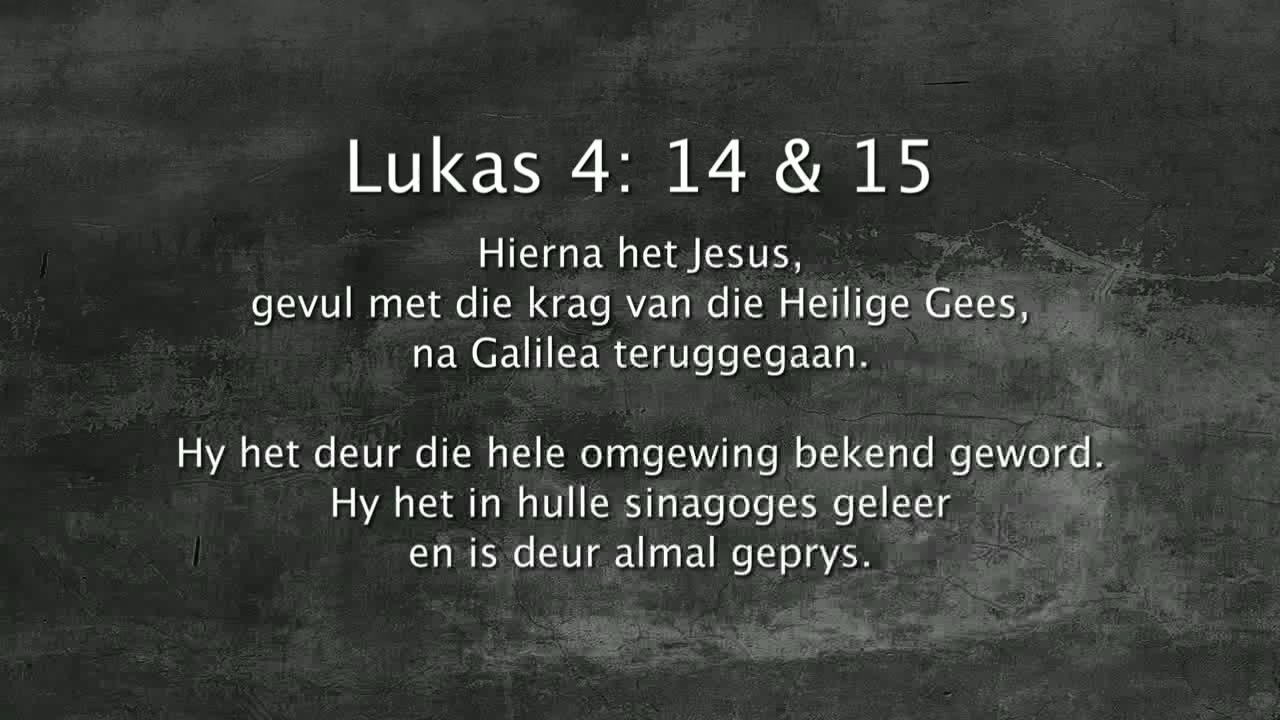 Lukas 4: 14 & 15
Hierna het Jesus,
gevul met die krag van die Heilige Gees,
na Galilea teruggegaan.
Hy het deur die hele omgewing bekend geword.
Hy het in hulle sinagoges geleer
en is deur almal geprys.